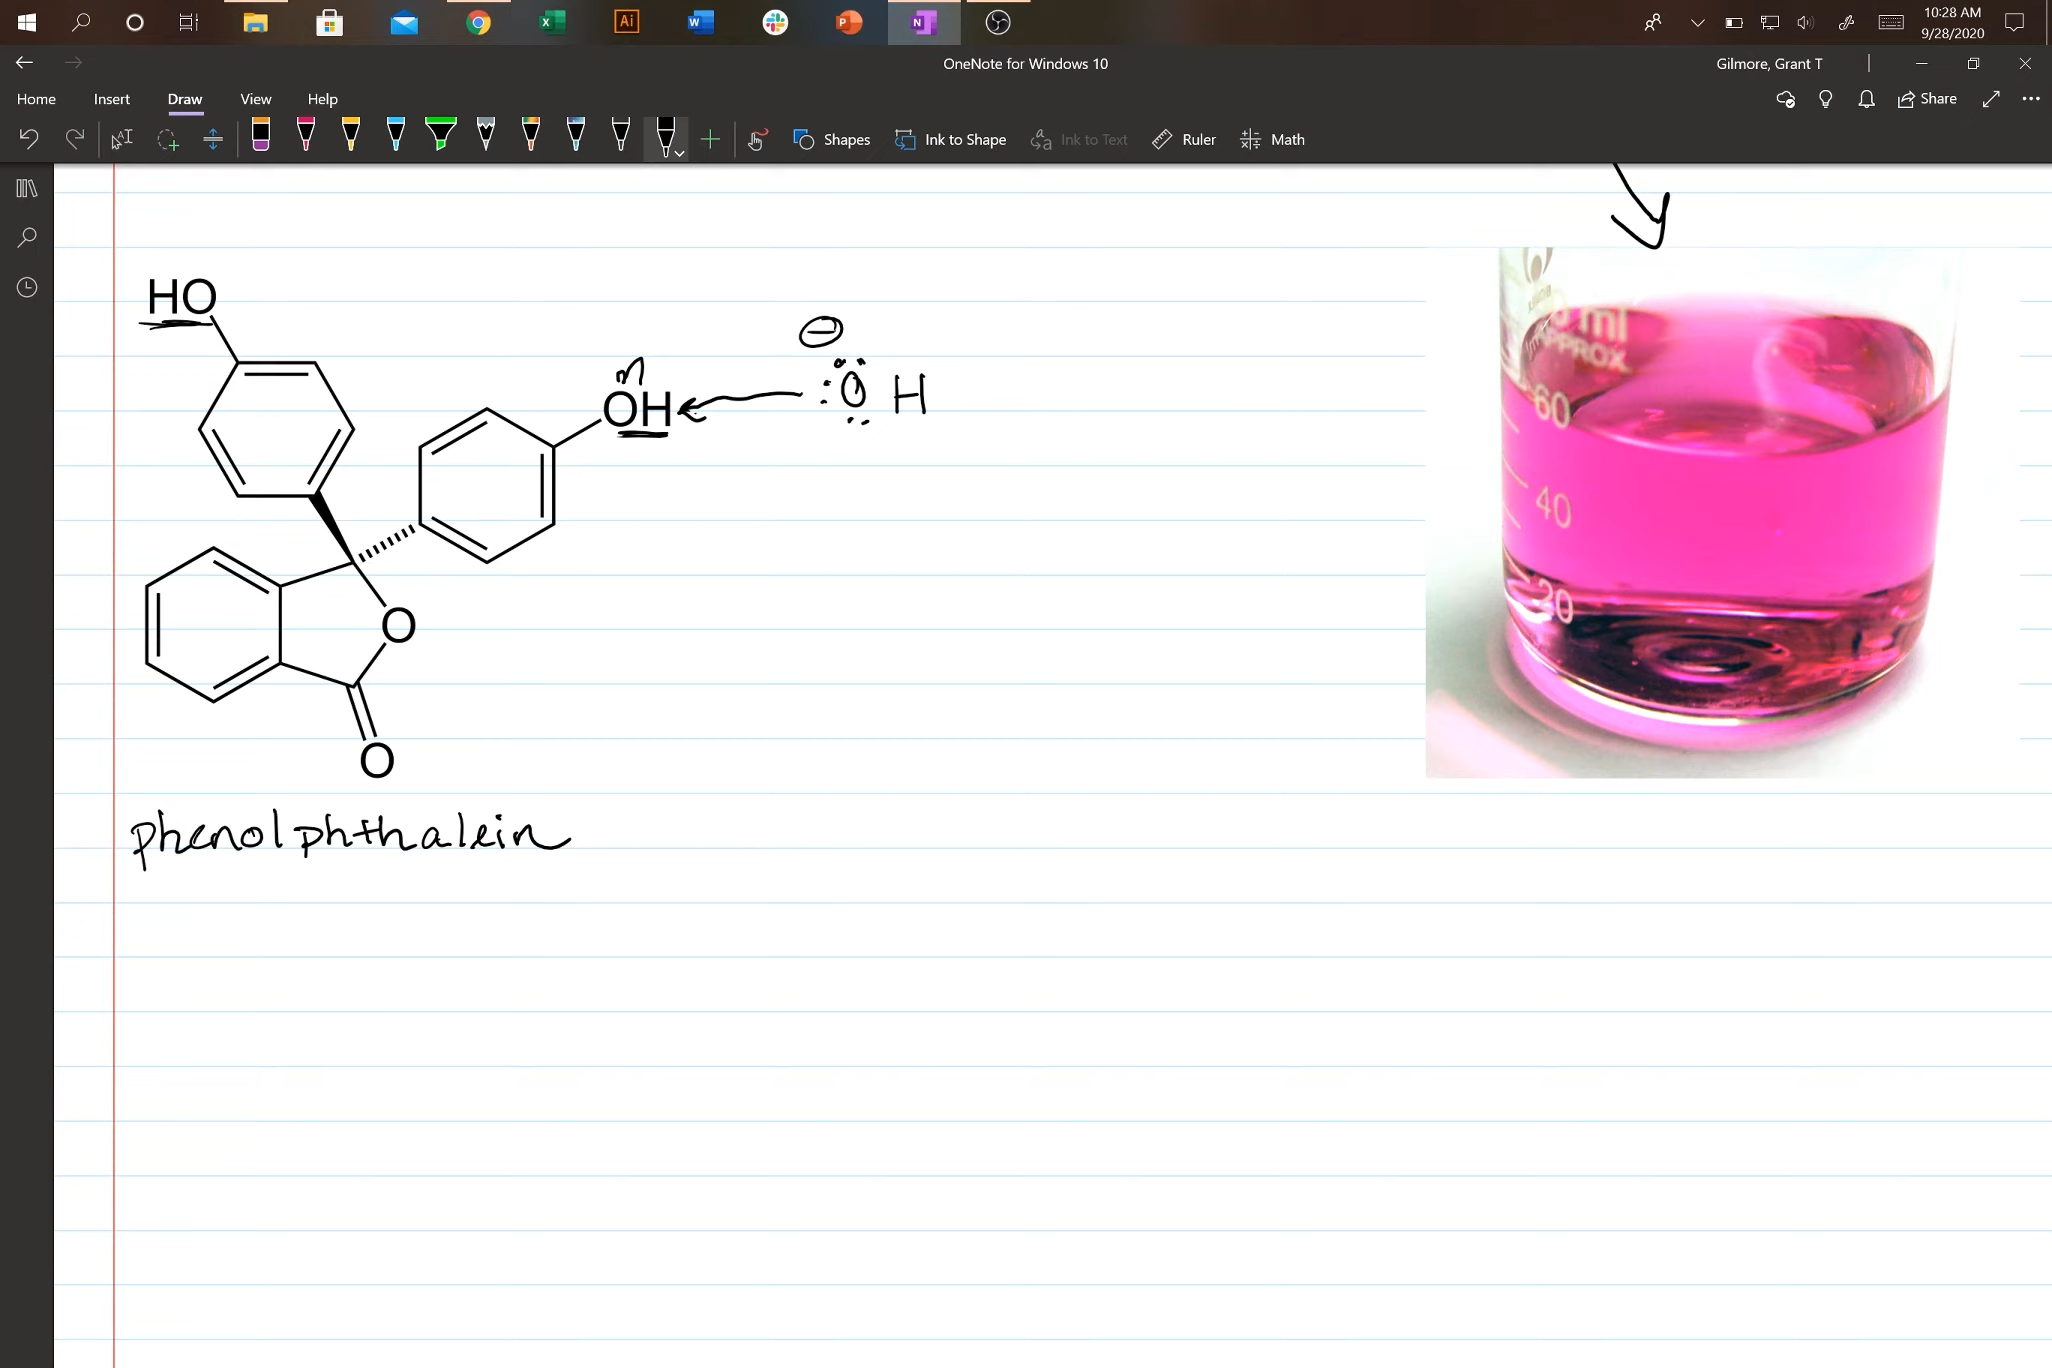 10:28 AM
9/28/2020
OneNote for Windows 10
Gilmore, Grant T
Home Insert Draw View Help
Share
Shapes Ink to Shape Ink to Text Ruler Math
HO
OH
:O H
O
O
ml
APPROX
60
40
20
phenolphthalein